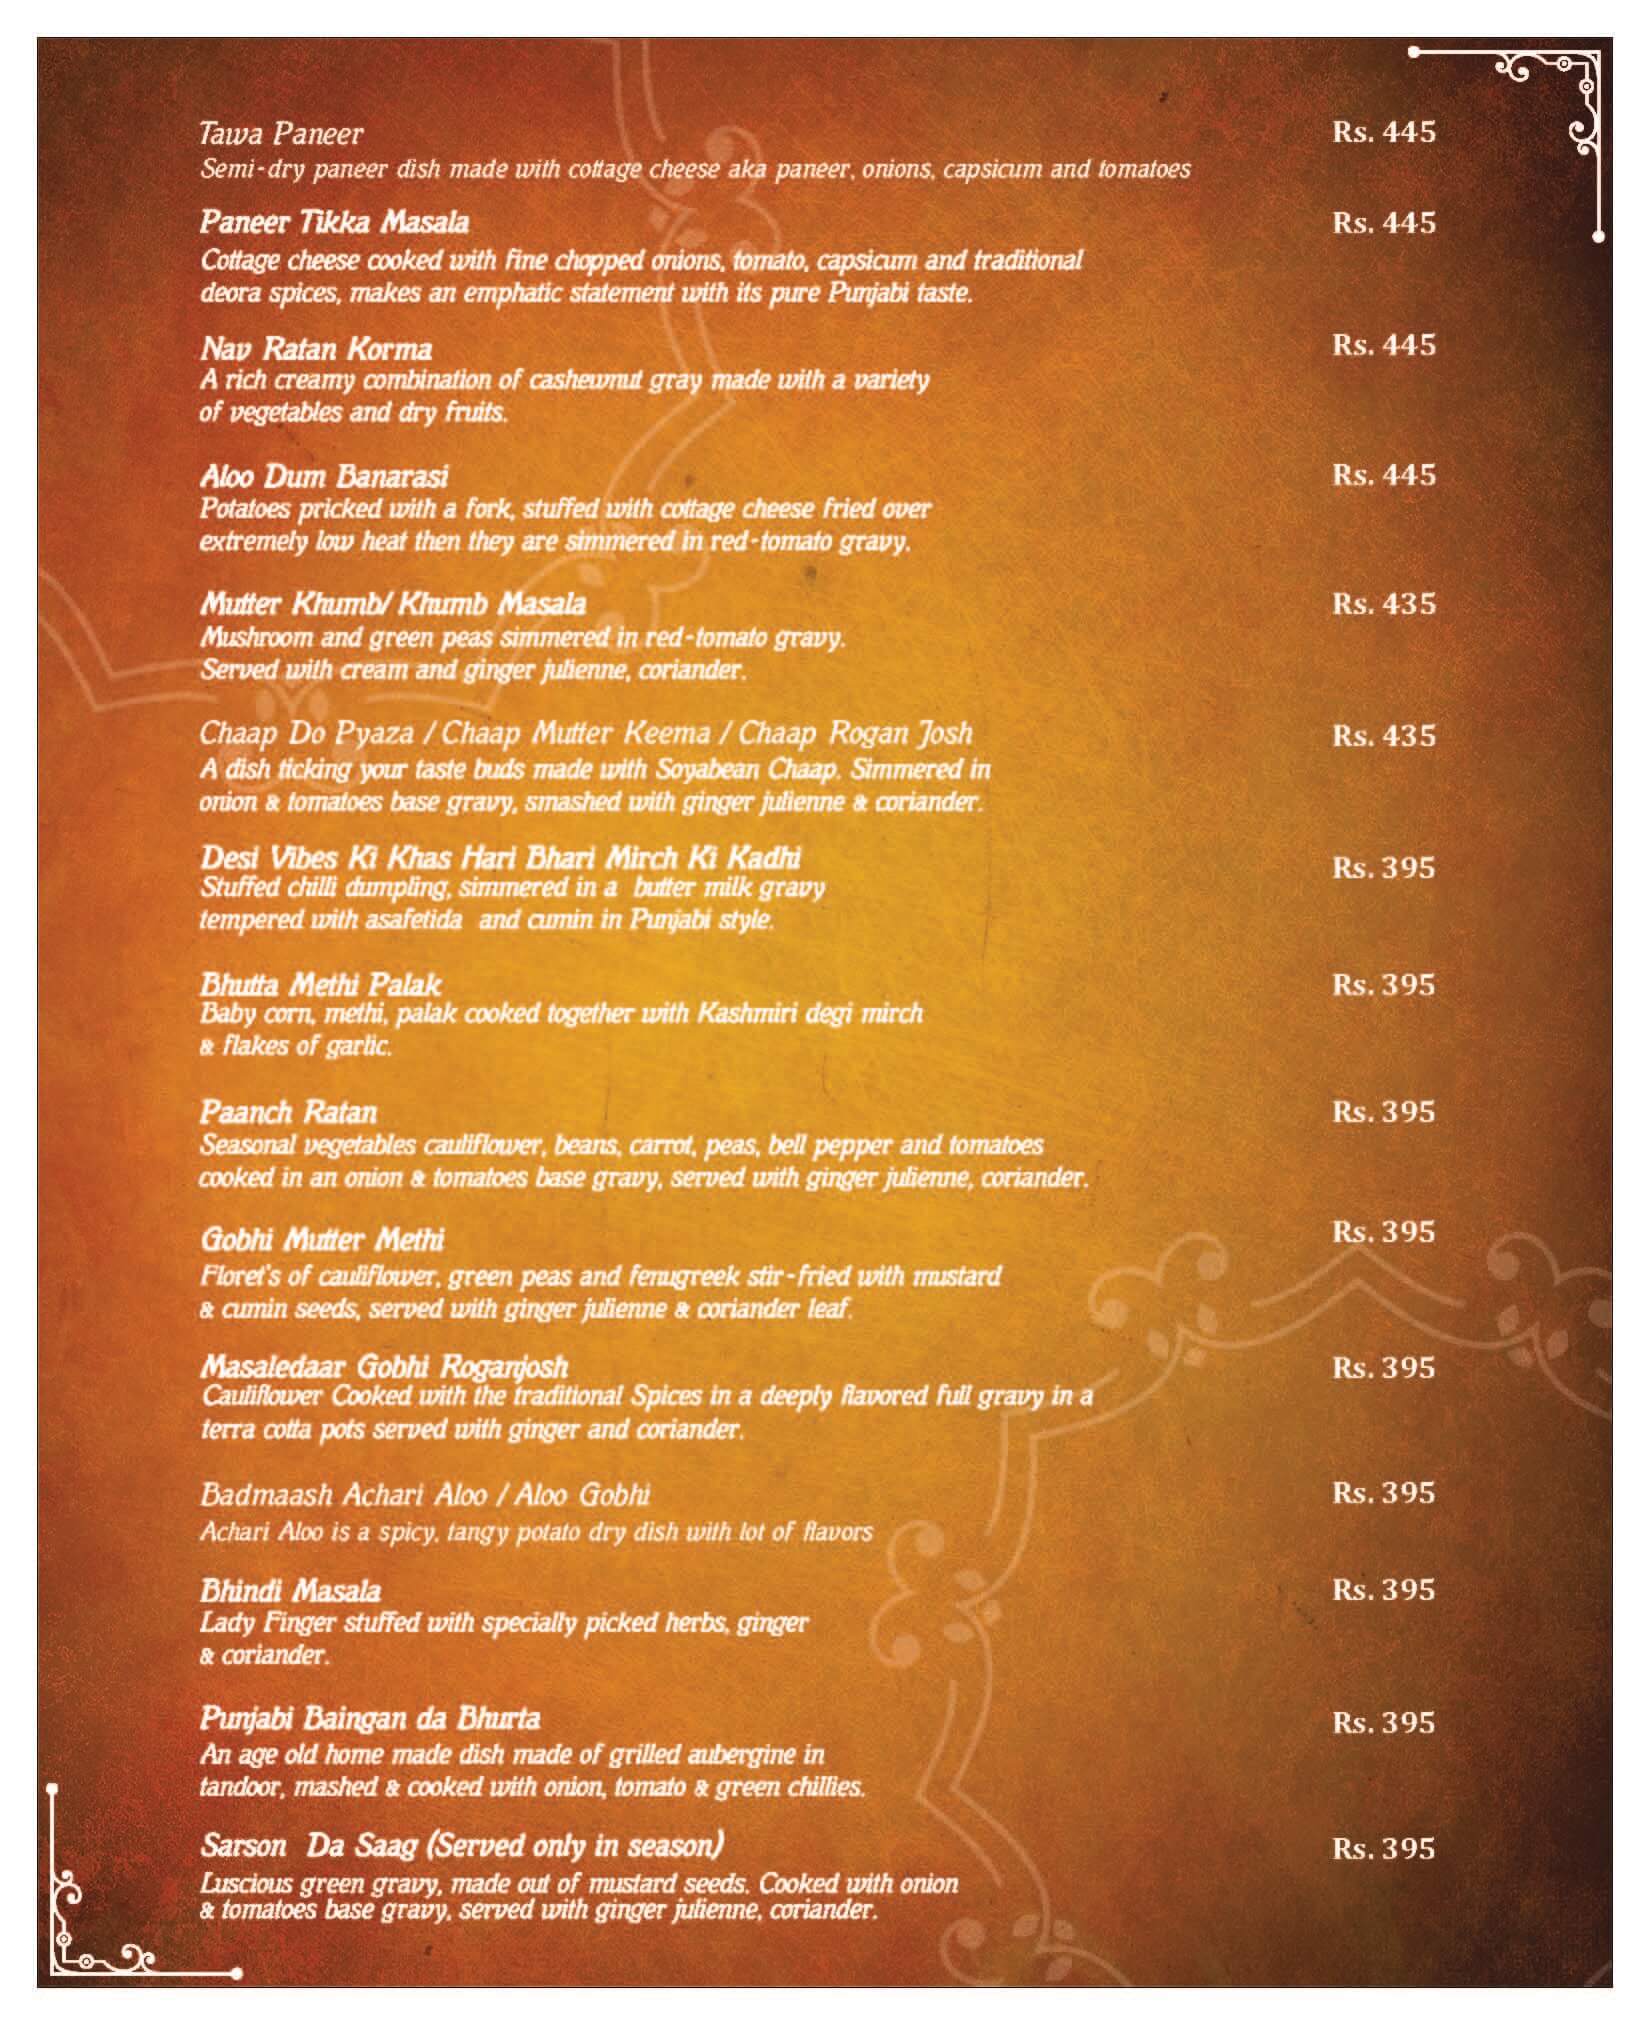 Tawa Paneer Rs. 445
Semi-dry paneer dish made with cottage cheese aka paneer, onions, capsicum and tomatoes
Paneer Tikka Masala Rs. 445
Cottage cheese cooked with fine chopped onions, tomato, capsicum and traditional
deora spices, makes an emphatic statement with its pure Punjabi taste.
Nav Ratan Korma Rs. 445
A rich creamy combination of cashewnut gray made with a variety
of vegetables and dry fruits.
Aloo Dum Banarasi Rs. 445
Potatoes pricked with a fork, stuffed with cottage cheese fried over
extremely low heat then they are simmered in red-tomato gravy.
Mutter Khumb/ Khumb Masala Rs. 435
Mushroom and green peas simmered in red-tomato gravy.
Served with cream and ginger julienne, coriander.
Chaap Do Pyaza / Chaap Mutter Keema / Chaap Rogan Josh Rs. 435
A dish ticking your taste buds made with Soyabean Chaap. Simmered in
onion & tomatoes base gravy, smashed with ginger julienne & coriander.
Desi Vibes Ki Khas Hari Bhari Mirch Ki Kadhi Rs. 395
Stuffed chilli dumpling, simmered in a butter milk gravy
tempered with asafetida and cumin in Punjabi style.
Bhutta Methi Palak Rs. 395
Baby corn, methi, palak cooked together with Kashmiri degi mirch
& flakes of garlic.
Paanch Ratan Rs. 395
Seasonal vegetables cauliflower, beans, carrot, peas, bell pepper and tomatoes
cooked in an onion & tomatoes base gravy, served with ginger julienne, coriander.
Gobhi Mutter Methi Rs. 395
Floret's of cauliflower, green peas and fenugreek stir-fried with mustard
& cumin seeds, served with ginger julienne & coriander leaf.
Masaledaar Gobhi Roganjosh Rs. 395
Cauliflower Cooked with the traditional Spices in a deeply flavored full gravy in a
terra cotta pots served with ginger and coriander.
Badmaash Achari Aloo / Aloo Gobhi Rs. 395
Achari Aloo is a spicy, tangy potato dry dish with lot of flavors
Bhindi Masala Rs. 395
Lady Finger stuffed with specially picked herbs, ginger
& coriander.
Punjabi Baingan da Bhurta Rs. 395
An age old home made dish made of grilled aubergine in
tandoor, mashed & cooked with onion, tomato & green chillies.
Sarson Da Saag (Served only in season) Rs. 395
Luscious green gravy, made out of mustard seeds. Cooked with onion
& tomatoes base gravy, served with ginger julienne, coriander.